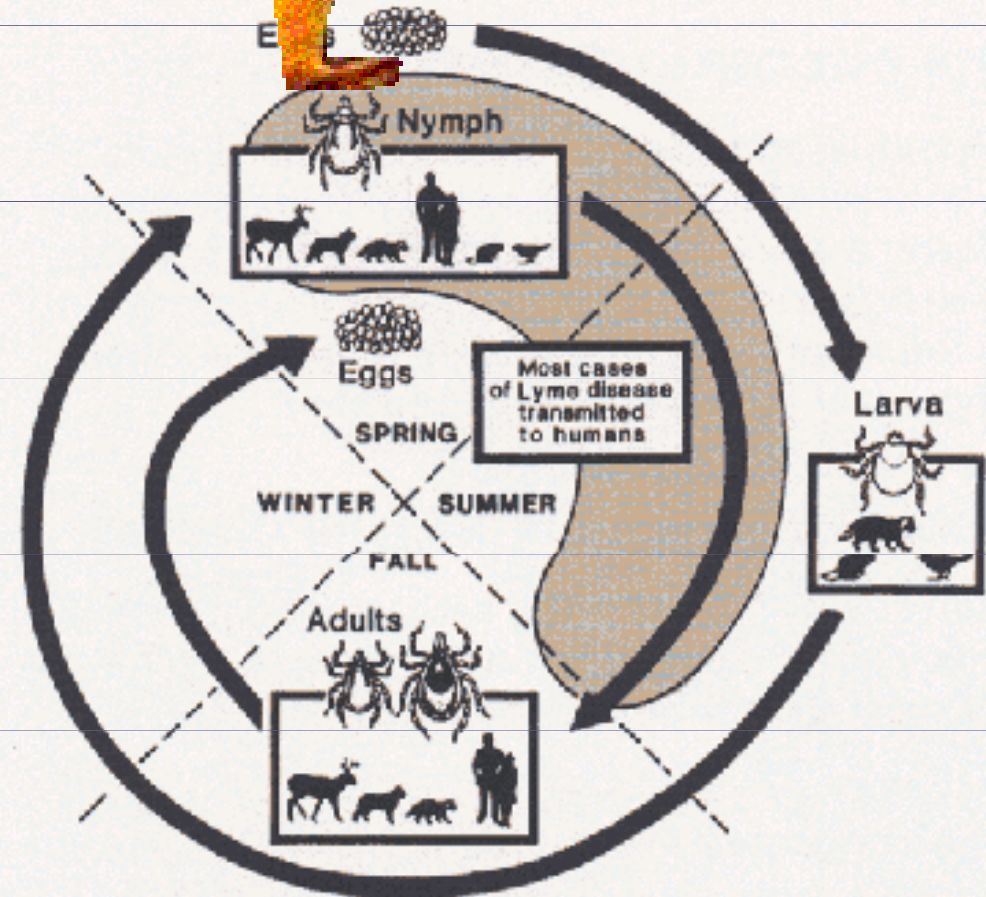 Nymph
Eggs
Most cases
of Lyme disease
transmitted
to humans
Larva
SPRING
WINTER
SUMMER
FALL
Adults